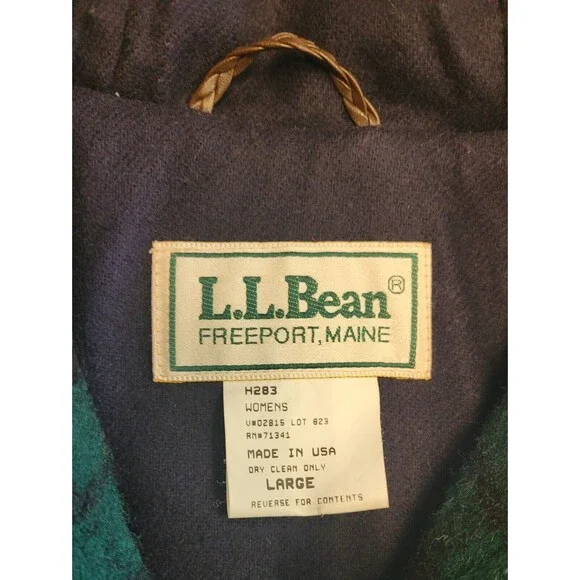 L.L.Bean®
FREEPORT, MAINE
H283
WOMENS
V#02815 LOT 823
RN#71341
MADE IN USA
DRY CLEAN ONLY
LARGE
REVERSE FOR CONTENTS